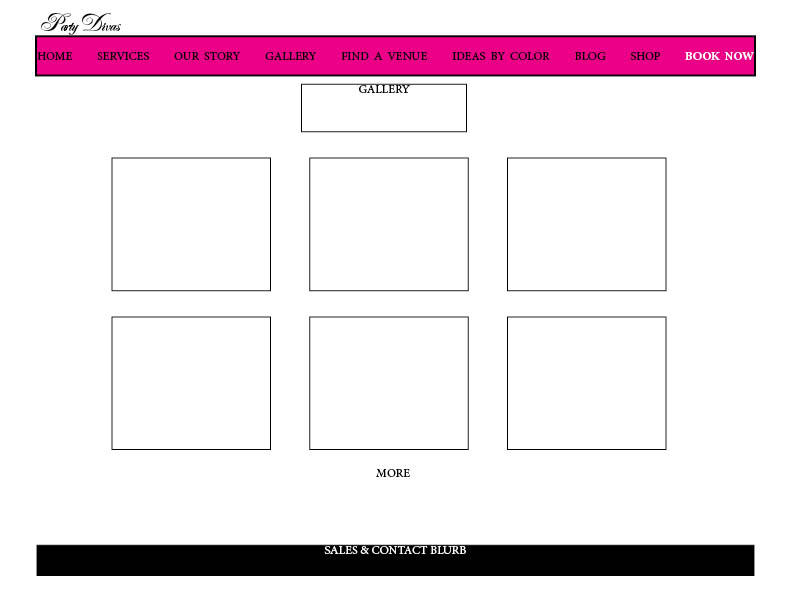 Party Divas
HOME SERVICES OUR STORY GALLERY FIND A VENUE IDEAS BY COLOR BLOG SHOP BOOK NOW
GALLERY
MORE
SALES & CONTACT BLURB